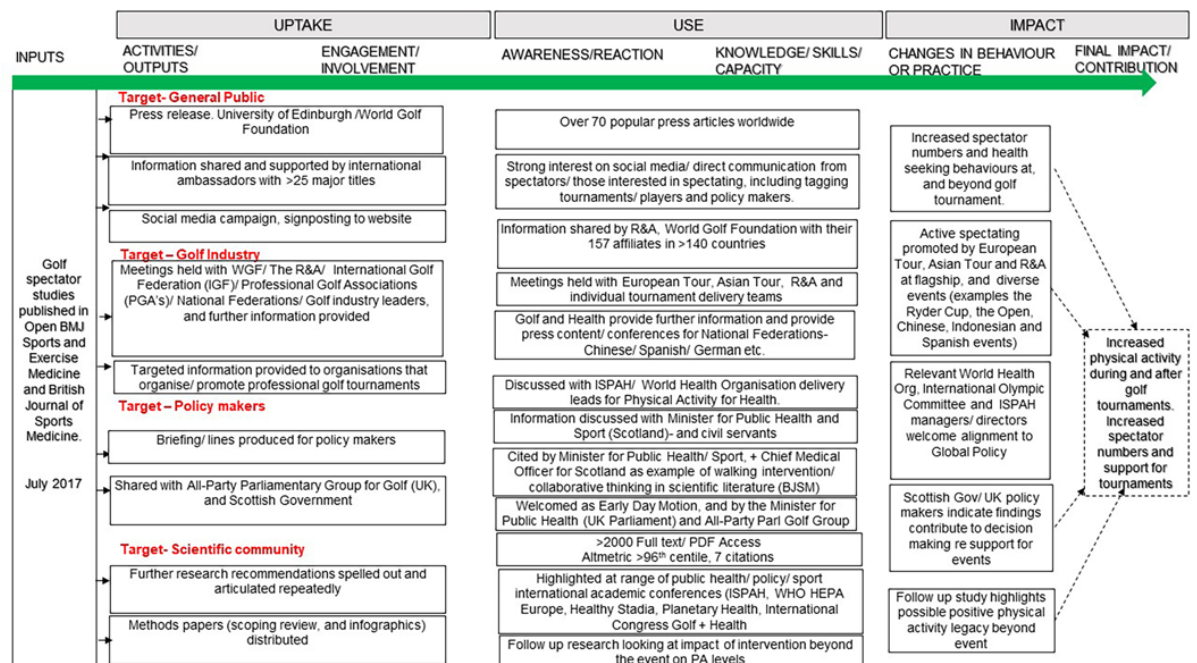 UPTAKE
USE
IMPACT
INPUTS
ACTIVITIES/
OUTPUTS
ENGAGEMENT/
INVOLVEMENT
AWARENESS/REACTION
KNOWLEDGE/ SKILLS/
CAPACITY
CHANGES IN BEHAVIOUR
OR PRACTICE
FINAL IMPACT/
CONTRIBUTION
Golf
spectator
studies
published in
Open BMJ
Sports and
Exercise
Medicine
and British
Journal of
Sports
Medicine.
July 2017
Target- General Public
Press release. University of Edinburgh /World Golf
Foundation
Information shared and supported by international
ambassadors with >25 major titles
Social media campaign, signposting to website
Target – Golf Industry
Meetings held with WGF/ The R&A/ International Golf
Federation (IGF)/ Professional Golf Associations
(PGA's)/ National Federations/ Golf industry leaders,
and further information provided
Targeted information provided to organisations that
organise/ promote professional golf tournaments
Target – Policy makers
Briefing/ lines produced for policy makers
Shared with All-Party Parliamentary Group for Golf (UK),
and Scottish Government
Target- Scientific community
Further research recommendations spelled out and
articulated repeatedly
Methods papers (scoping review, and infographics)
distributed
Over 70 popular press articles worldwide
Strong interest on social media/ direct communication from
spectators/ those interested in spectating, including tagging
tournaments/ players and policy makers.
Information shared by R&A, World Golf Foundation with their
157 affiliates in >140 countries
Meetings held with European Tour, Asian Tour, R&A and
individual tournament delivery teams
Golf and Health provide further information and provide
press content/ conferences for National Federations-
Chinese/ Spanish/ German etc.
Discussed with ISPAH/ World Health Organisation delivery
leads for Physical Activity for Health.
Information discussed with Minister for Public Health and
Sport (Scotland)- and civil servants
Cited by Minister for Public Health/ Sport, + Chief Medical
Officer for Scotland as example of walking intervention/
collaborative thinking in scientific literature (BJSM)
Welcomed as Early Day Motion, and by the Minister for
Public Health (UK Parliament) and All-Party Parl Golf Group
>2000 Full text/ PDF Access
Altmetric >96th centile, 7 citations
Highlighted at range of public health/ policy/ sport
international academic conferences (ISPAH, WHO HEPA
Europe, Healthy Stadia, Planetary Health, International
Congress Golf + Health
Follow up research looking at impact of intervention beyond
the event on PA levels
Increased spectator
numbers and health
seeking behaviours at,
and beyond golf
tournament.
Active spectating
promoted by European
Tour, Asian Tour and R&A
at flagship, and diverse
events (examples the
Ryder Cup, the Open,
Chinese, Indonesian and
Spanish events)
Relevant World Health
Org, International Olympic
Committee and ISPAH
managers/ directors
welcome alignment to
Global Policy
Scottish Gov/ UK policy
makers indicate findings
contribute to decision
making re support for
events
Follow up study highlights
possible positive physical
activity legacy beyond
event
Increased
physical activity
during and after
golf
tournaments.
Increased
spectator
numbers and
support for
tournaments